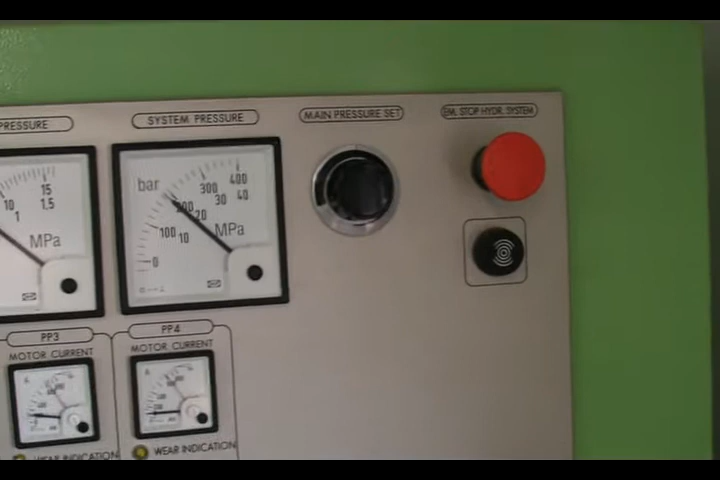 PRESSURE
SYSTEM PRESSURE
MAIN PRESSURE SET
EM. STOP HYDR. SYSTEM
15
10
1,5
1
MPa
bar
400
300
40
30
200
20
100
10
MPa
0
PP3
MOTOR CURRENT
PP4
MOTOR CURRENT
WEAR INDICATION
WEAR INDICATION